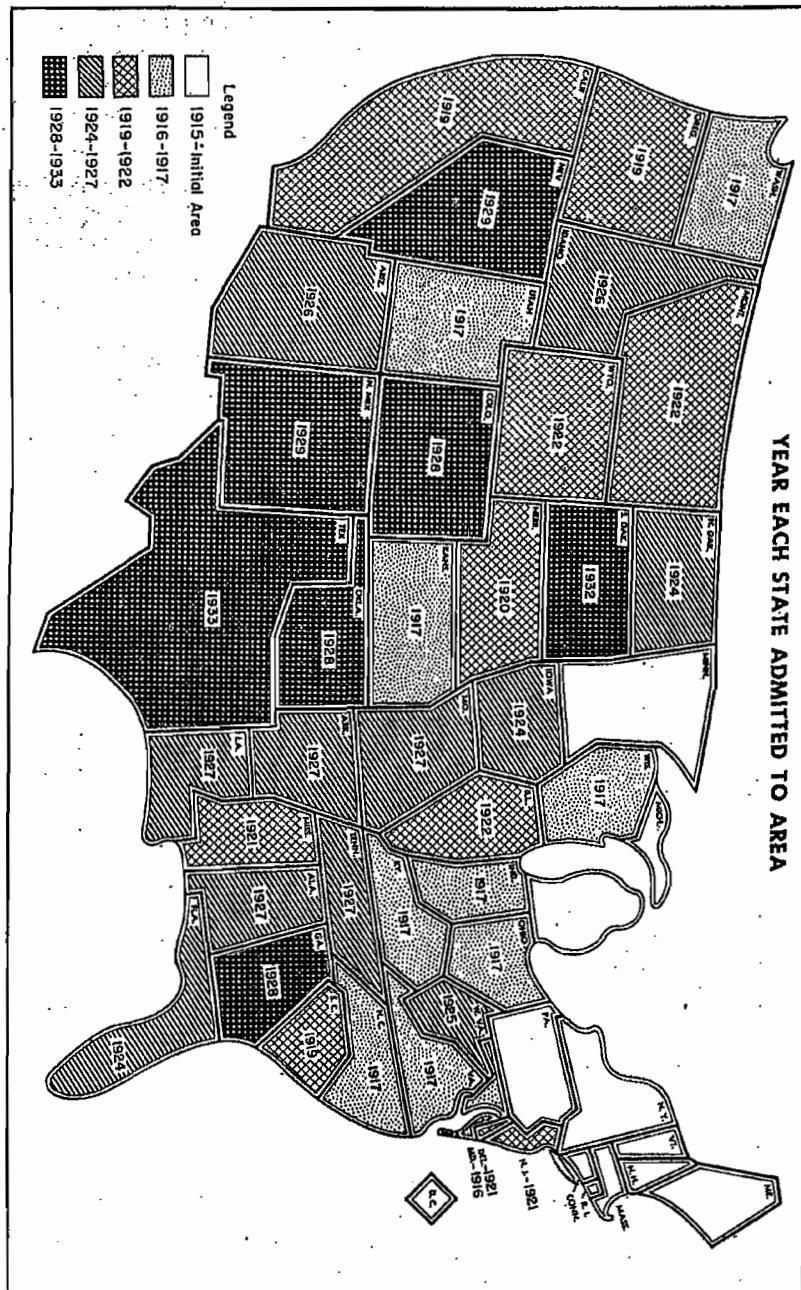 YEAR EACH STATE ADMITTED TO AREA
WASH.
1917
OREG.
1919
CALIF.
1919
NEV.
1929
IDAHO
1926
MONT.
1922
WYO.
1922
UTAH
1917
ARIZ.
1926
COLO.
1928
N. MEX.
1929
N. DAK.
1924
S. DAK.
1932
NEBR.
1920
KANS.
1917
OKLA.
1928
TEX.
1933
MINN.
IOWA
1924
MO.
1927
ARK.
1927
LA.
1927
WIS.
1917
MICH.
ILL.
1922
IND.
1917
OHIO
1917
KY.
1917
TENN.
1927
MISS.
1921
ALA.
1927
GA.
1928
FLA.
1924
S. C.
1919
N. C.
1917
VA.
1917
W. VA.
1925
PA.
N.Y.
VT.
N.H.
ME.
MASS.
R. I.
CONN.
N. J.-1921
DEL.-1921
MD.-1916
D.C.
Legend
1915-Initial Area
1916-1917
1919-1922
1924-1927
1928-1933